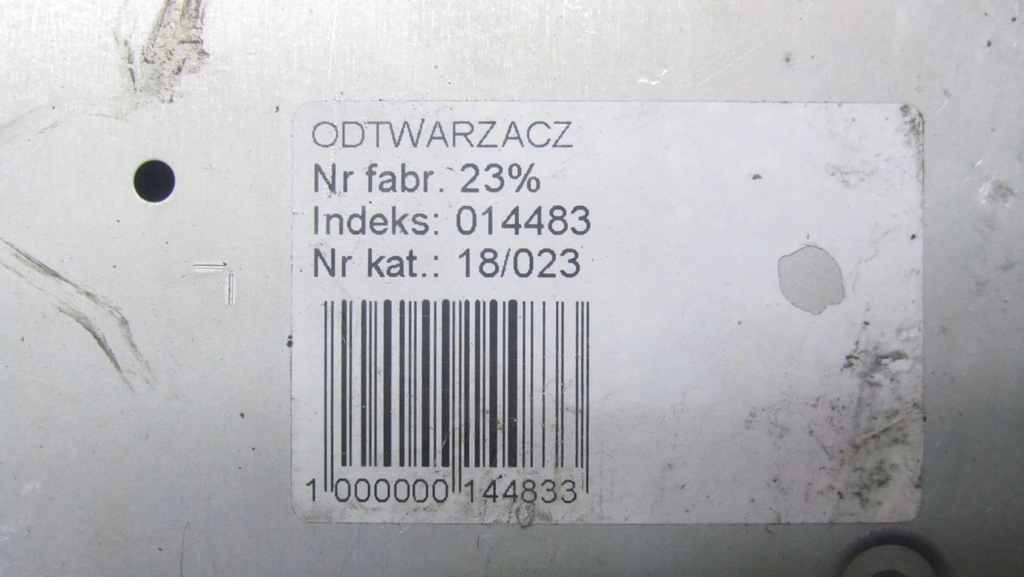 ODTWARZACZ
Nr fabr. 23%
Indeks: 014483
Nr kat.: 18/023
1 000000 144833